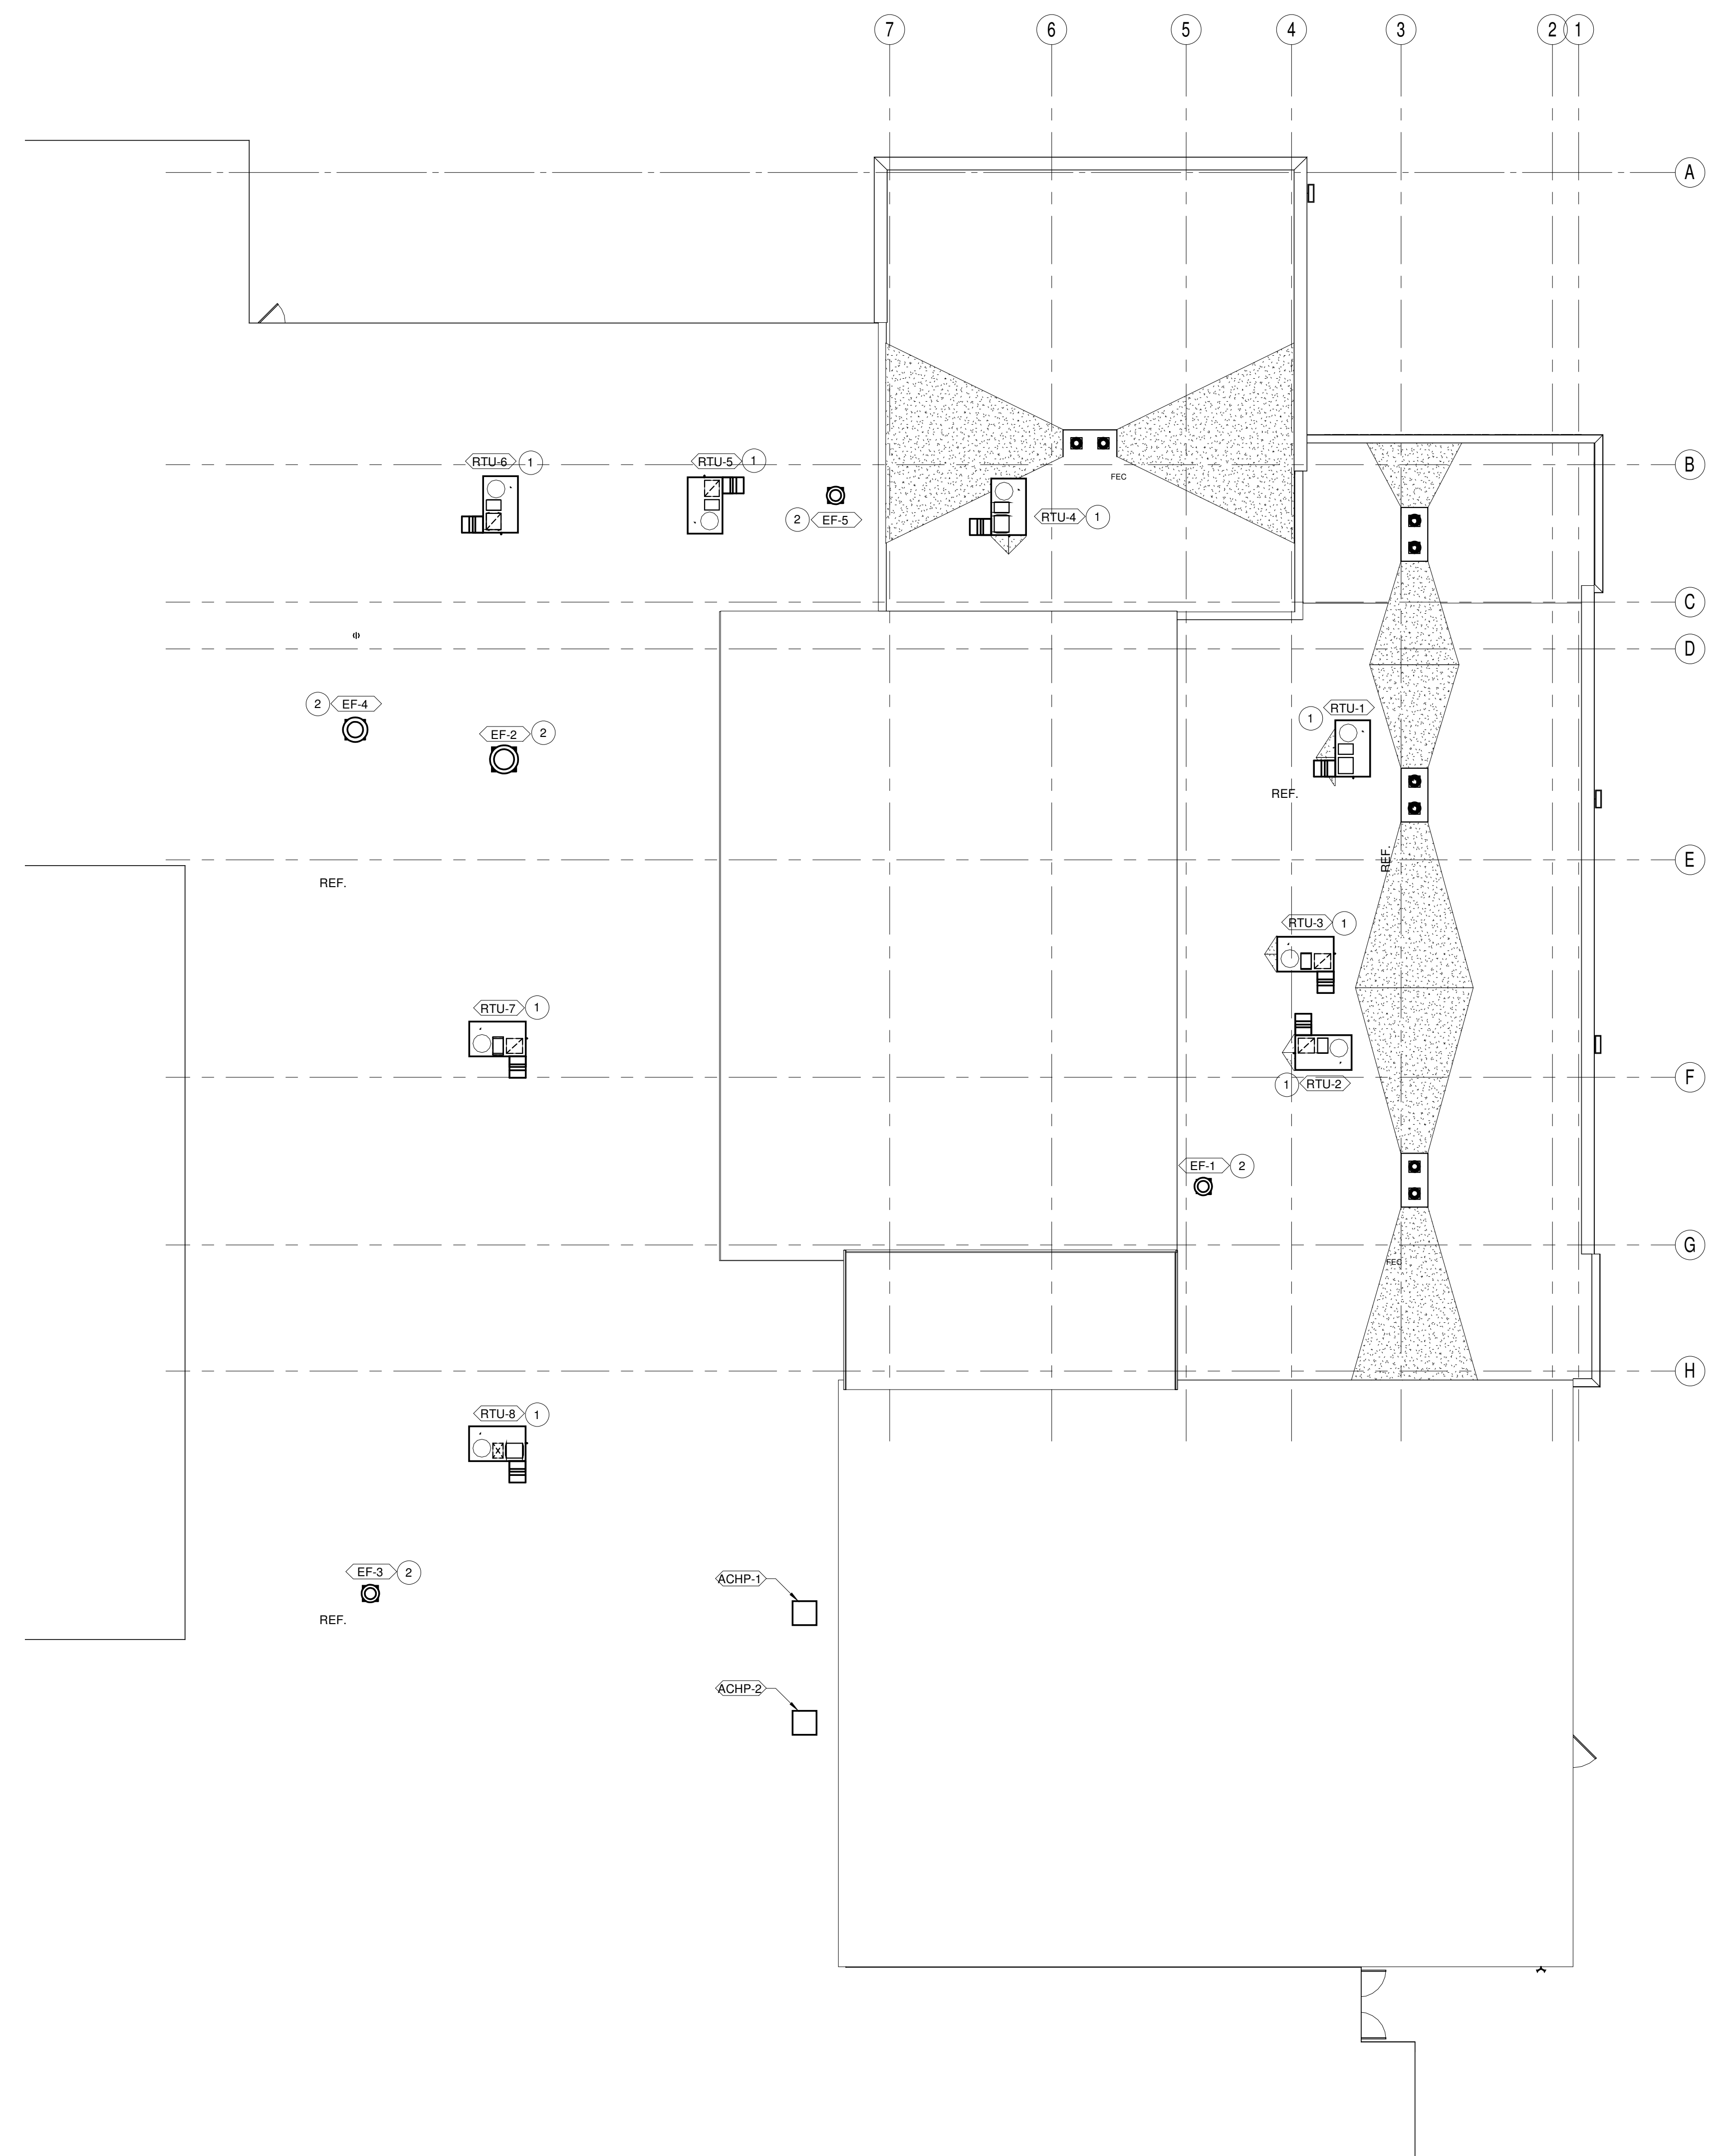 7 6 5 4 3 2 1
A
RTU-6 1
RTU-5 1
B
FEC
2 EF-5
RTU-4 1
C
D
2 EF-4
RTU-1
1
EF-2 2
REF.
REF.
E
REF.
RTU-3 1
RTU-7 1
F
1 RTU-2
EF-1 2
G
FEC
H
RTU-8 1
EF-3 2
ACHP-1
REF.
ACHP-2